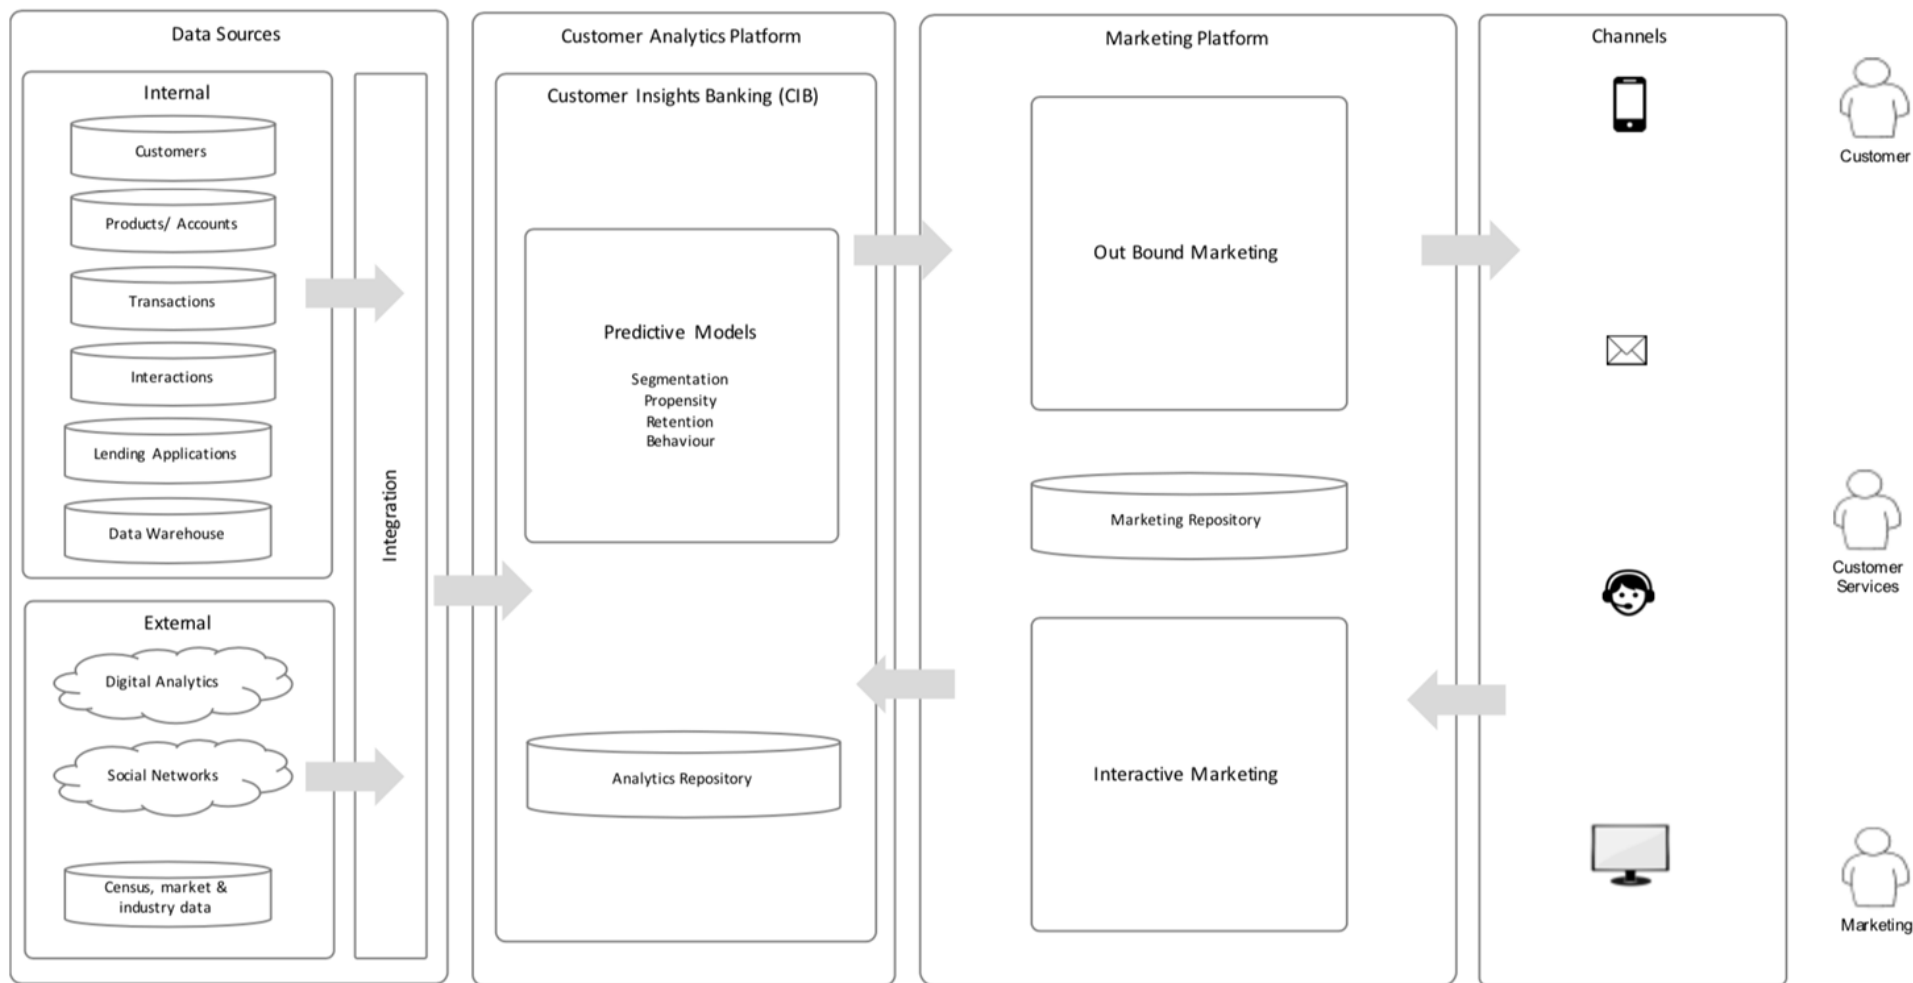 Data Sources
Internal
Customers
Products/ Accounts
Transactions
Interactions
Lending Applications
Data Warehouse
External
Digital Analytics
Social Networks
Census, market &
industry data
Integration
Customer Analytics Platform
Customer Insights Banking (CIB)
Predictive Models
Segmentation
Propensity
Retention
Behaviour
Analytics Repository
Marketing Platform
Out Bound Marketing
Marketing Repository
Interactive Marketing
Channels
Customer
Customer
Services
Marketing